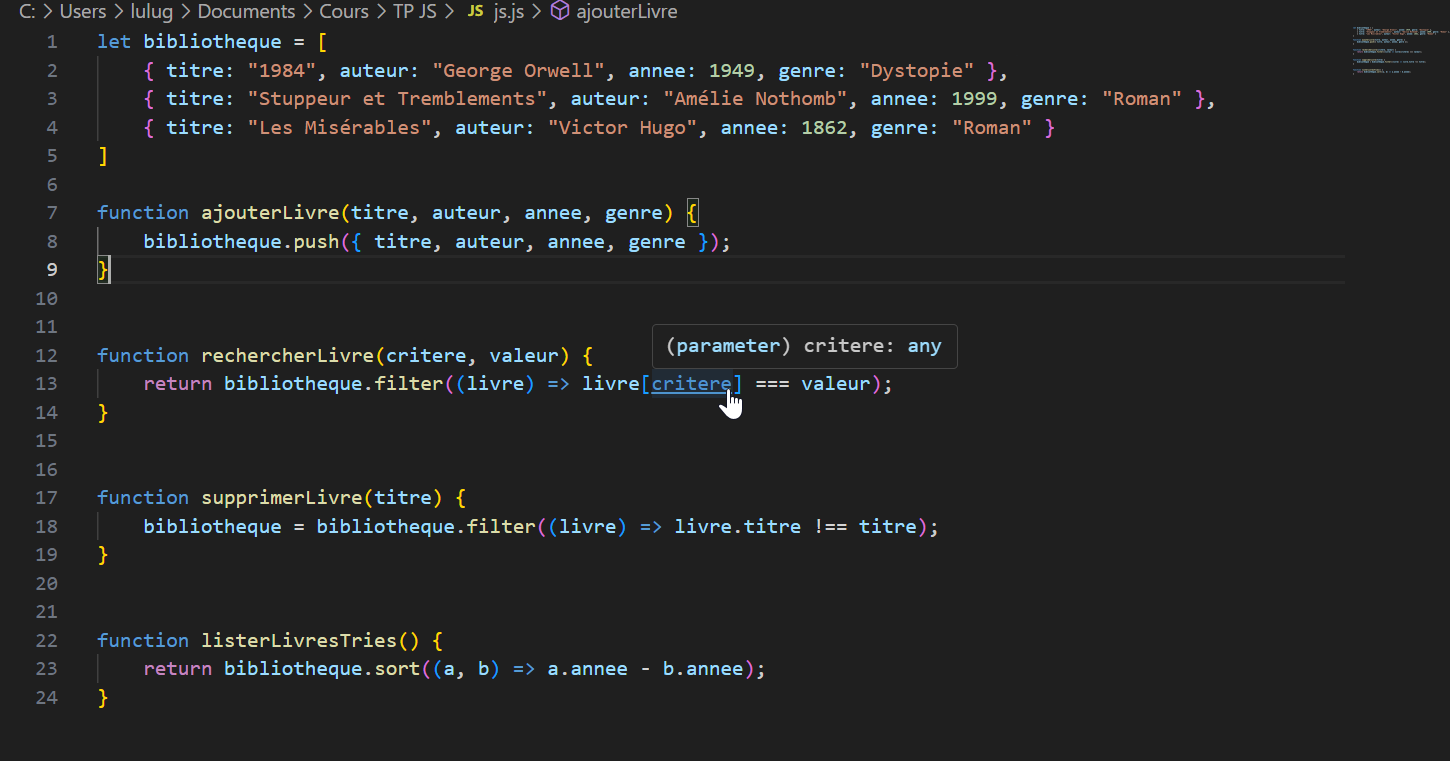 C: > Users > lulug > Documents > Cours > TP JS > JS js.js > ajouterLivre
1 let bibliotheque = [
2 { titre: "1984", auteur: "George Orwell", annee: 1949, genre: "Dystopie" },
3 { titre: "Stuppeur et Tremblements", auteur: "Amélie Nothomb", annee: 1999, genre: "Roman" },
4 { titre: "Les Misérables", auteur: "Victor Hugo", annee: 1862, genre: "Roman" }
5 ]
6
7 function ajouterLivre(titre, auteur, annee, genre) {
8 bibliotheque.push({ titre, auteur, annee, genre });
9 }
10
11
(parameter) critere: any
12 function rechercherLivre(critere, valeur) {
13 return bibliotheque.filter((livre) => livre[critere] === valeur);
14 }
15
16
17 function supprimerLivre(titre) {
18 bibliotheque = bibliotheque.filter((livre) => livre.titre !== titre);
19 }
20
21
22 function listerLivresTries() {
23 return bibliotheque.sort((a, b) => a.annee - b.annee);
24 }